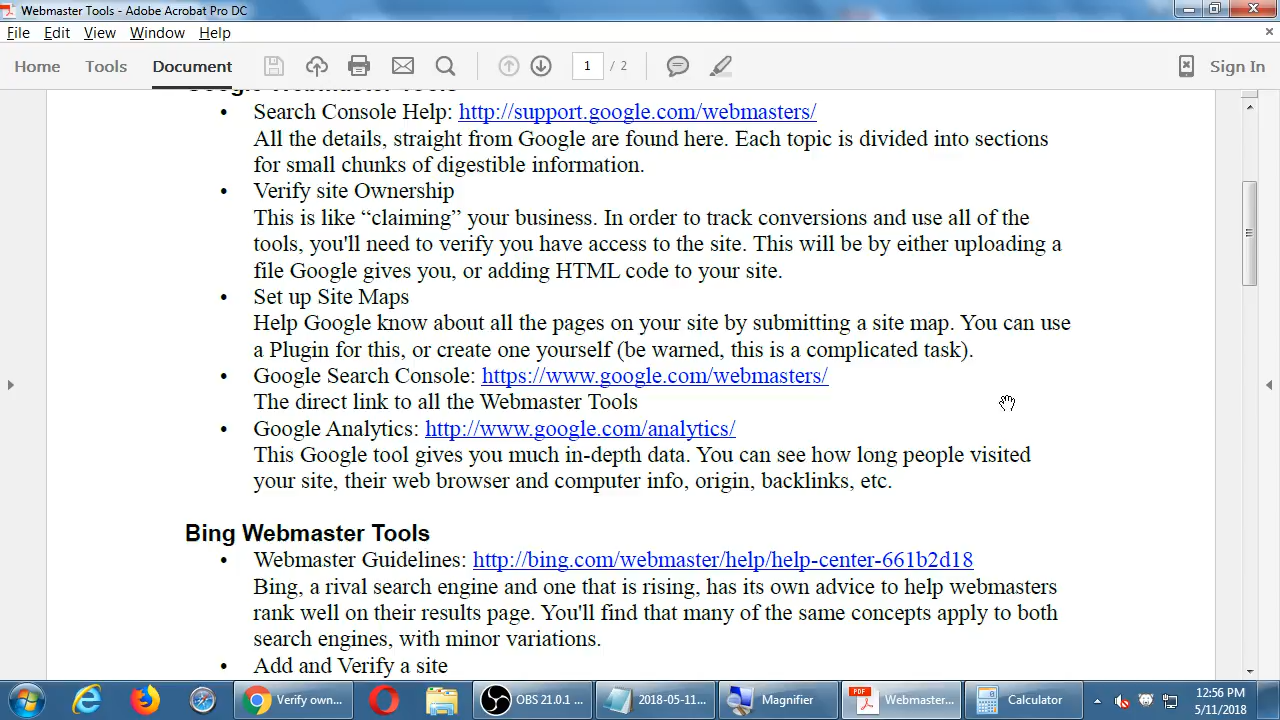 Webmaster Tools - Adobe Acrobat Pro DC
File Edit View Window Help
Home Tools Document 1 / 2 Sign In
Google Webmaster Tools
• Search Console Help: http://support.google.com/webmasters/
All the details, straight from Google are found here. Each topic is divided into sections
for small chunks of digestible information.
• Verify site Ownership
This is like “claiming” your business. In order to track conversions and use all of the
tools, you'll need to verify you have access to the site. This will be by either uploading a
file Google gives you, or adding HTML code to your site.
• Set up Site Maps
Help Google know about all the pages on your site by submitting a site map. You can use
a Plugin for this, or create one yourself (be warned, this is a complicated task).
• Google Search Console: https://www.google.com/webmasters/
The direct link to all the Webmaster Tools
• Google Analytics: http://www.google.com/analytics/
This Google tool gives you much in-depth data. You can see how long people visited
your site, their web browser and computer info, origin, backlinks, etc.
Bing Webmaster Tools
• Webmaster Guidelines: http://bing.com/webmaster/help/help-center-661b2d18
Bing, a rival search engine and one that is rising, has its own advice to help webmasters
rank well on their results page. You'll find that many of the same concepts apply to both
search engines, with minor variations.
• Add and Verify a site
Verify own... OBS 21.0.1 ... 2018-05-11... Magnifier PDF Webmaster... Calculator 12:56 PM
5/11/2018